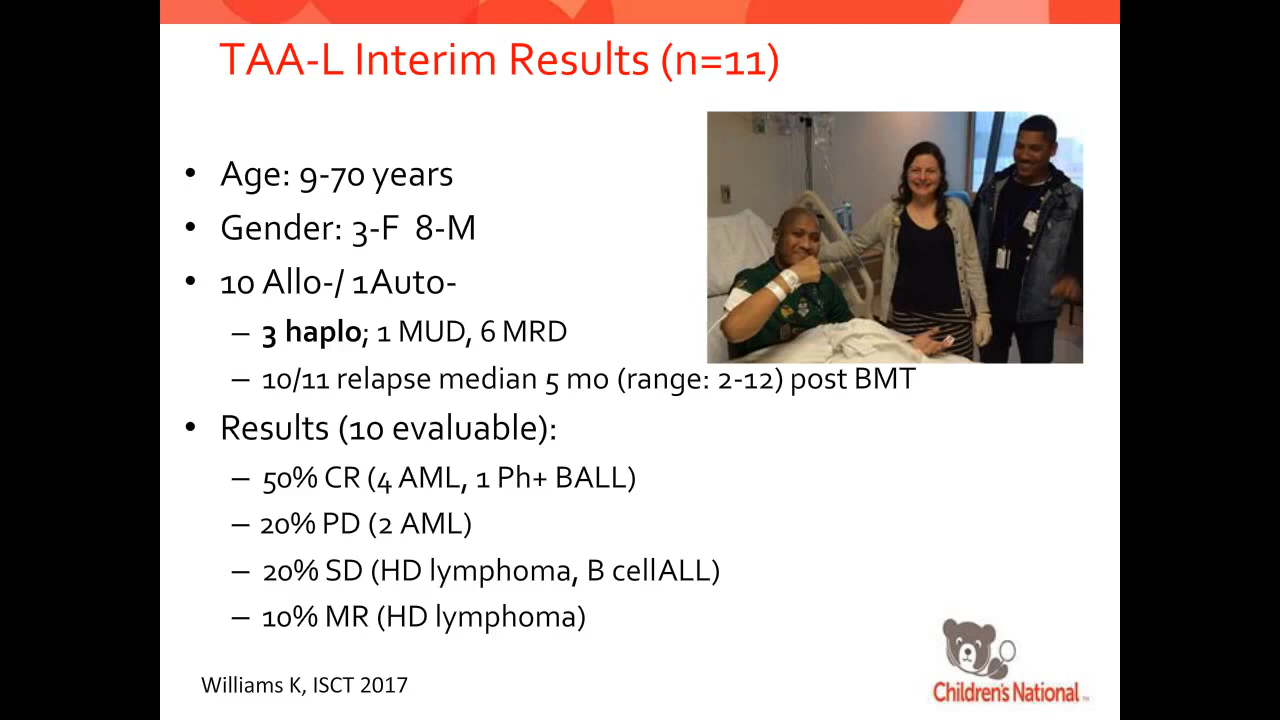 TAA-L Interim Results (n=11)
• Age: 9-70 years
• Gender: 3-F 8-M
• 10 Allo-/ 1Auto-
– 3 haplo; 1 MUD, 6 MRD
– 10/11 relapse median 5 mo (range: 2-12) post BMT
• Results (10 evaluable):
– 50% CR (4 AML, 1 Ph+ BALL)
– 20% PD (2 AML)
– 20% SD (HD lymphoma, B cellALL)
– 10% MR (HD lymphoma)
Williams K, ISCT 2017
Children's National